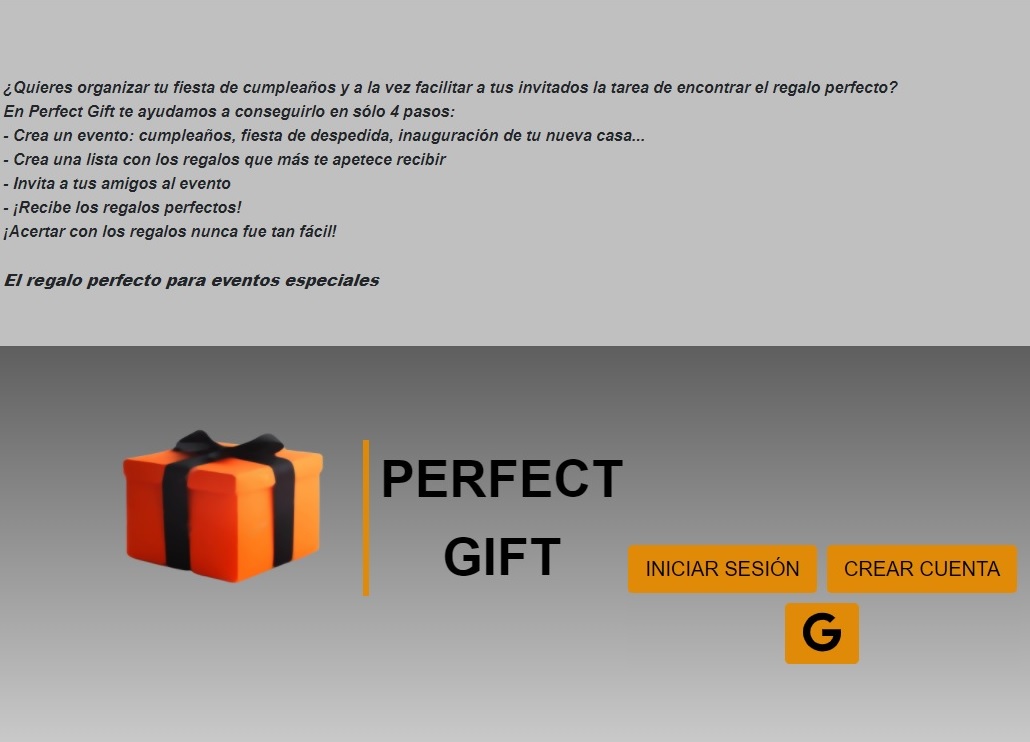 ¿Quieres organizar tu fiesta de cumpleaños y a la vez facilitar a tus invitados la tarea de encontrar el regalo perfecto?
En Perfect Gift te ayudamos a conseguirlo en sólo 4 pasos:
- Crea un evento: cumpleaños, fiesta de despedida, inauguración de tu nueva casa...
- Crea una lista con los regalos que más te apetece recibir
- Invita a tus amigos al evento
- ¡Recibe los regalos perfectos!
¡Acertar con los regalos nunca fue tan fácil!
El regalo perfecto para eventos especiales
PERFECT
GIFT
INICIAR SESIÓN CREAR CUENTA
G